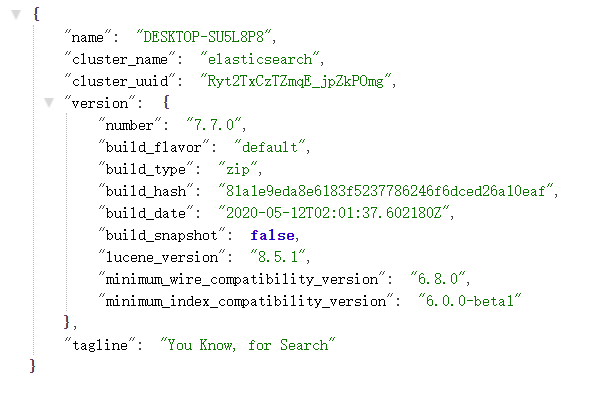 {
"name": "DESKTOP-SU5L8P8",
"cluster_name": "elasticsearch",
"cluster_uuid": "Ryt2TxCzTZmqE_jpZkPOmg",
"version": {
"number": "7.7.0",
"build_flavor": "default",
"build_type": "zip",
"build_hash": "81a1e9eda8e6183f5237786246f6dced26a10eaf",
"build_date": "2020-05-12T02:01:37.602180Z",
"build_snapshot": false,
"lucene_version": "8.5.1",
"minimum_wire_compatibility_version": "6.8.0",
"minimum_index_compatibility_version": "6.0.0-beta1"
},
"tagline": "You Know, for Search"
}